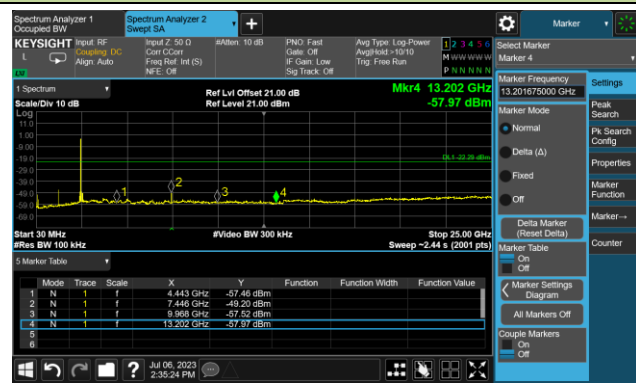 Spectrum Analyzer 1
Occupied BW
Spectrum Analyzer 2
Swept SA
Marker
KEYSIGHT
L
Input: RF
Coupling: DC
Align: Auto
Input Z: 50 Ω
Corr CCorr
Freq Ref: Int (S)
NFE: Off
#Atten: 10 dB
PNO: Fast
Gate: Off
IF Gain: Low
Sig Track: Off
Avg Type: Log-Power
Avg|Hold:>10/10
Trig: Free Run
1 2 3 4 5 6
M W W W W W
P N N N N N
Select Marker
Marker 4
1 Spectrum
Scale/Div 10 dB
Log
Ref Lvl Offset 21.00 dB
Ref Level 21.00 dBm
Mkr4 13.202 GHz
-57.97 dBm
11.0
1.00
-9.00
-19.0
-29.0
-39.0
-49.0
-59.0
-69.0
DL1 -22.25 dBm
1
2
3
4
Start 30 MHz
#Res BW 100 kHz
#Video BW 300 kHz
Stop 25.00 GHz
Sweep ~2.44 s (2001 pts)
5 Marker Table
Mode Trace Scale X Y Function Function Width Function Value
1 N 1 f 4.443 GHz -57.46 dBm
2 N 1 f 7.446 GHz -49.20 dBm
3 N 1 f 9.968 GHz -57.52 dBm
4 N 1 f 13.202 GHz -57.97 dBm
5
6
Marker Frequency
13.201675000 GHz
Marker Mode
Normal
Delta (Δ)
Fixed
Off
Delta Marker
(Reset Delta)
Marker Table
On
Off
Marker Settings
Diagram
All Markers Off
Couple Markers
On
Off
Settings
Peak
Search
Pk Search
Config
Properties
Marker
Function
Marker→
Counter
Jul 06, 2023
2:35:24 PM